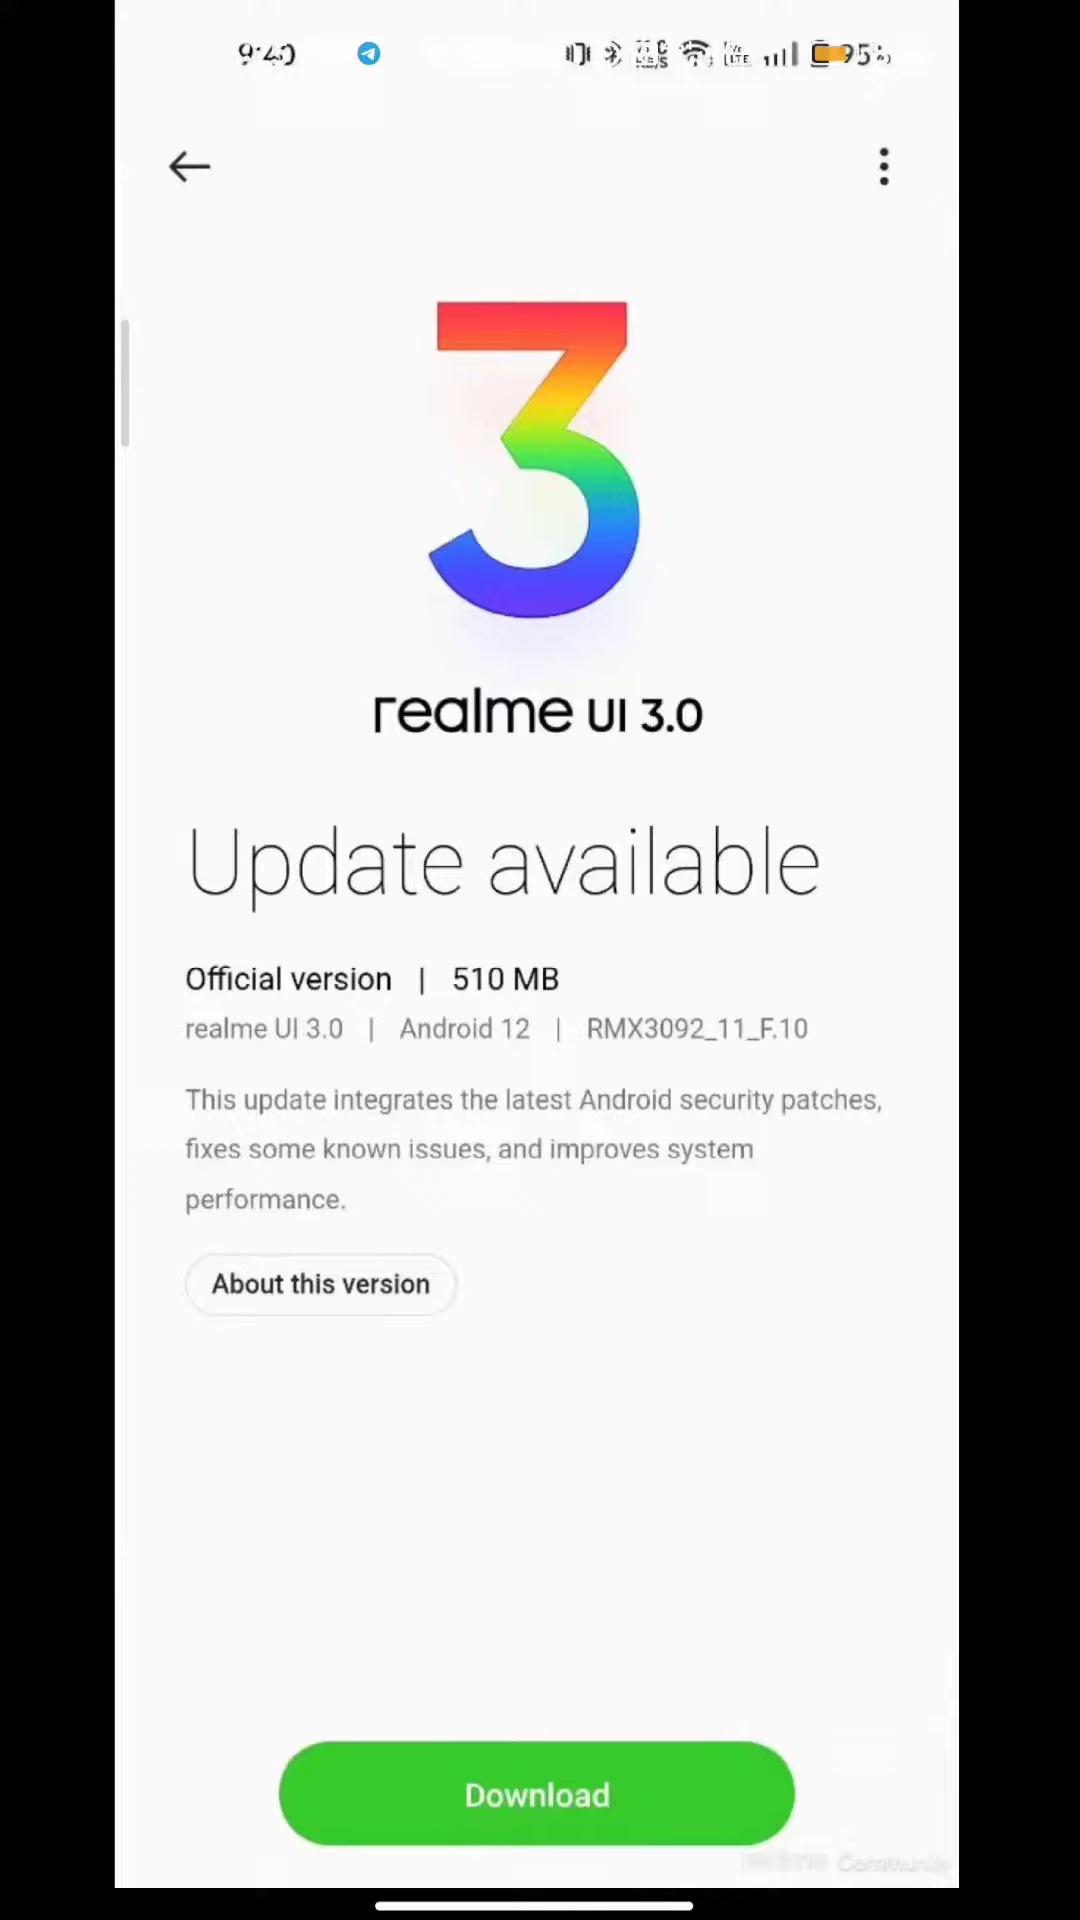 9:40
95%
3
realme UI 3.0
Update available
Official version | 510 MB
realme UI 3.0 | Android 12 | RMX3092_11_F.10
This update integrates the latest Android security patches,
fixes some known issues, and improves system
performance.
About this version
Download
realme Community